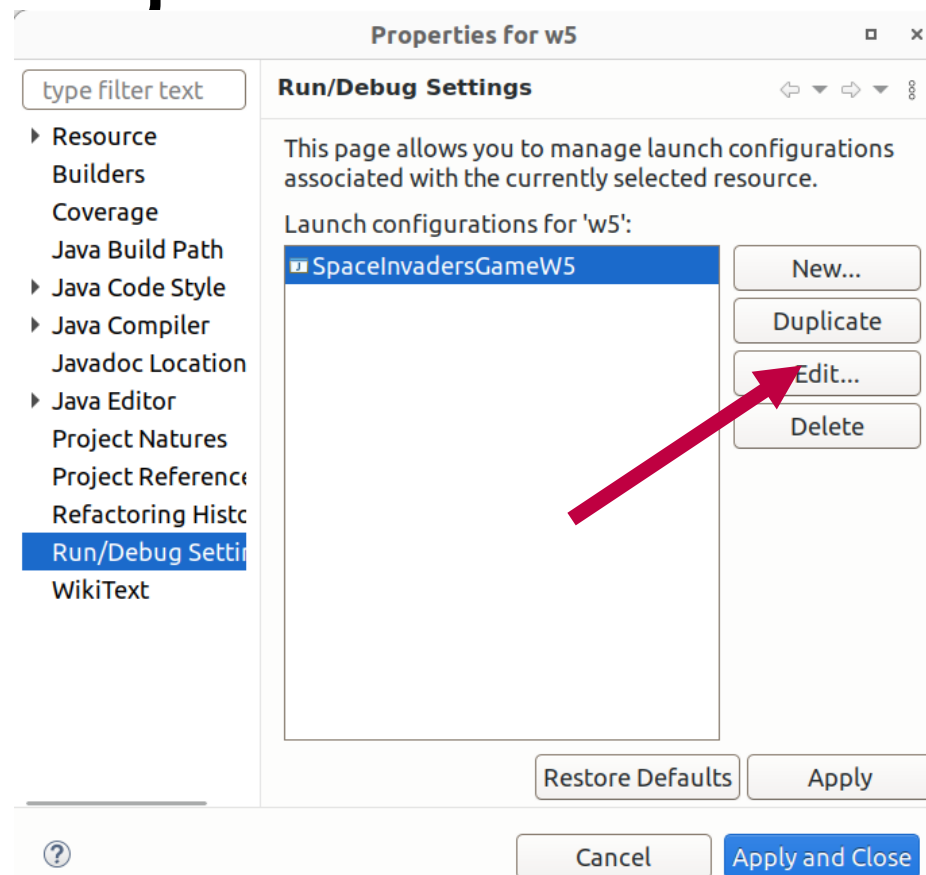 Properties for w5
type filter text
Resource
Builders
Coverage
Java Build Path
Java Code Style
Java Compiler
Javadoc Location
Java Editor
Project Natures
Project Reference
Refactoring Histo
Run/Debug Settin
WikiText
Run/Debug Settings
This page allows you to manage launch configurations
associated with the currently selected resource.
Launch configurations for 'w5':
SpaceInvadersGameW5
New...
Duplicate
Edit...
Delete
Restore Defaults
Apply
Cancel
Apply and Close